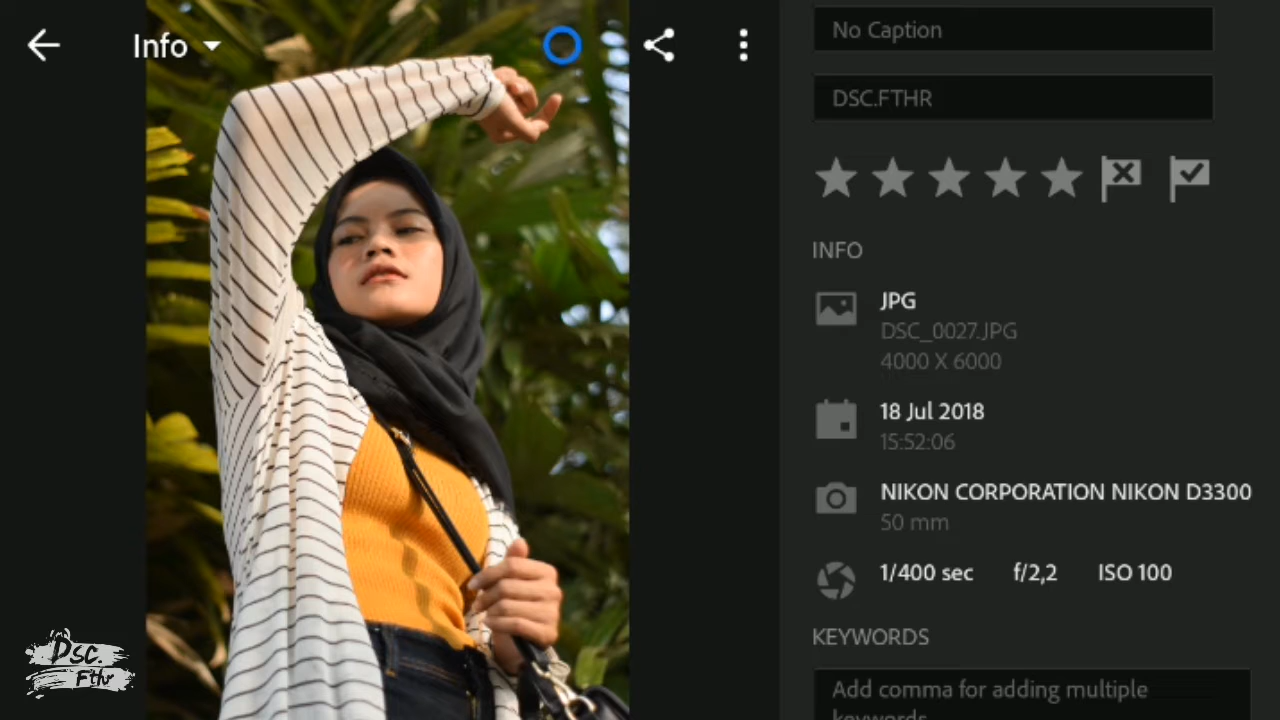 Info
No Caption
DSC.FTHR
INFO
JPG
DSC_0027.JPG
4000 X 6000
18 Jul 2018
15:52:06
NIKON CORPORATION NIKON D3300
50 mm
1/400 sec f/2,2 ISO 100
KEYWORDS
Add comma for adding multiple
keywords
Dsc.
Fthr